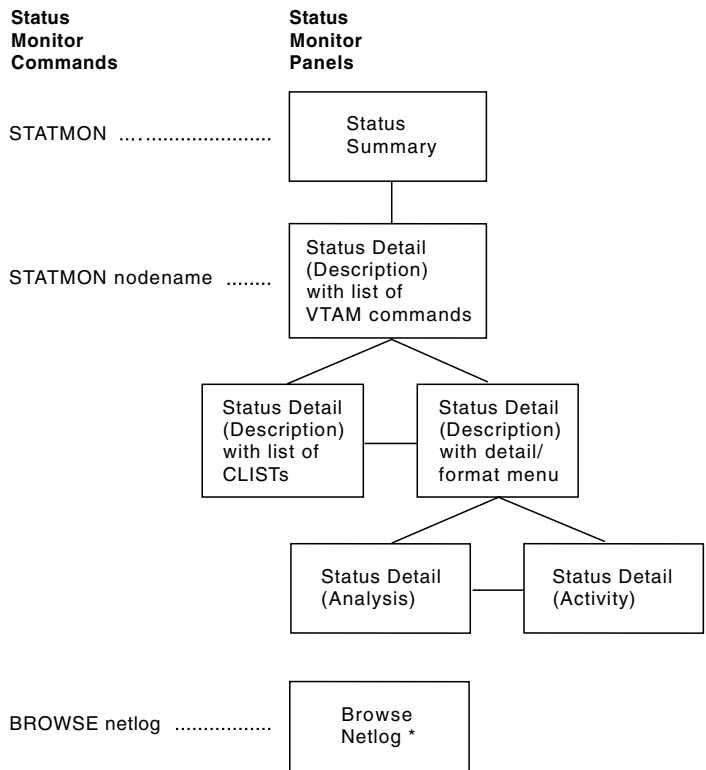 Status
Monitor
Commands
Status
Monitor
Panels
STATMON .... ......................
Status
Summary
STATMON nodename ........
Status Detail
(Description)
with list of
VTAM commands
Status Detail
(Description)
with list of
CLISTs
Status Detail
(Description)
with detail/
format menu
Status Detail
(Analysis)
Status Detail
(Activity)
BROWSE netlog .................
Browse
Netlog *